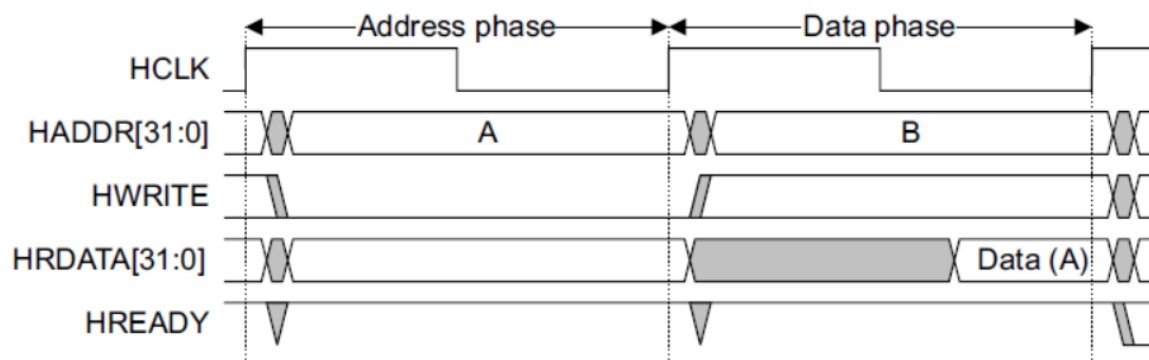 Address phase Data phase
HCLK
HADDR[31:0] A B
HWRITE
HRDATA[31:0] Data (A)
HREADY